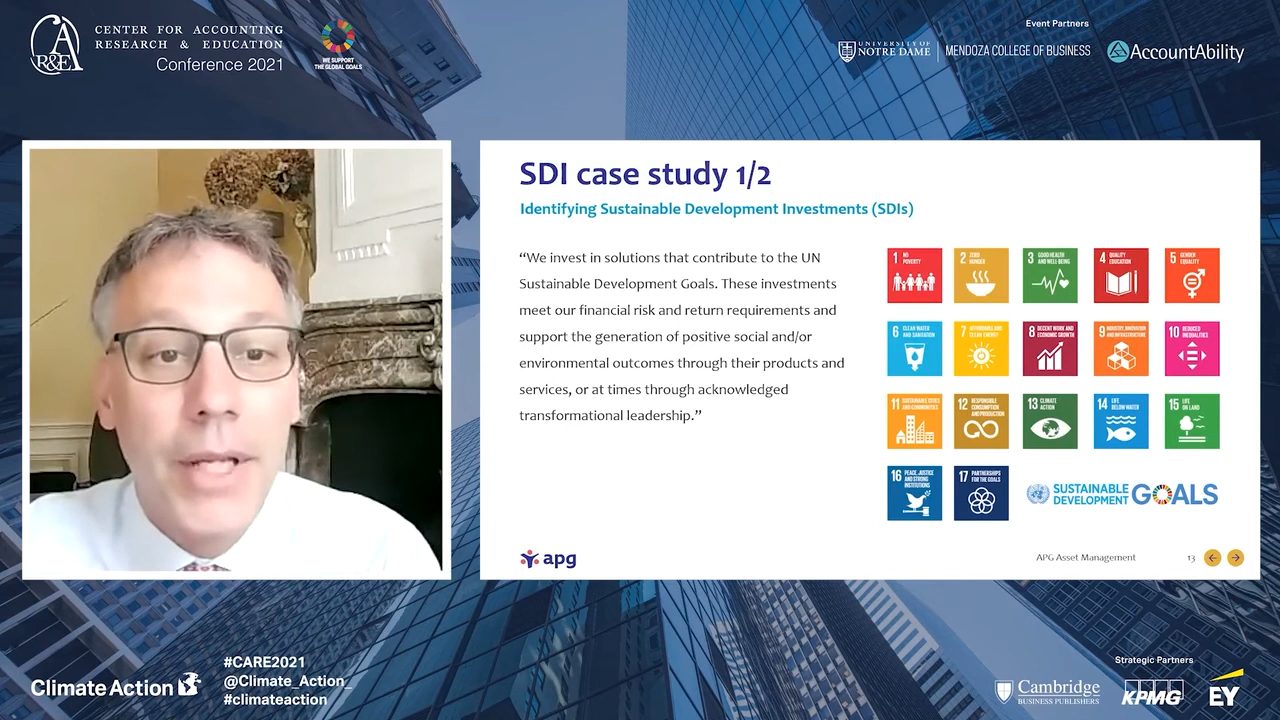 CENTER FOR ACCOUNTING
RESEARCH & EDUCATION
Conference 2021
CA
R&E
WE SUPPORT
THE GLOBAL GOALS
Event Partners
UNIVERSITY OF
NOTRE DAME
MENDOZA COLLEGE OF BUSINESS
AccountAbility
SDI case study 1/2
Identifying Sustainable Development Investments (SDIs)
“We invest in solutions that contribute to the UN
Sustainable Development Goals. These investments
meet our financial risk and return requirements and
support the generation of positive social and/or
environmental outcomes through their products and
services, or at times through acknowledged
transformational leadership.”
1 NO
POVERTY
2 ZERO
HUNGER
3 GOOD HEALTH
AND WELL-BEING
4 QUALITY
EDUCATION
5 GENDER
EQUALITY
6 CLEAN WATER
AND SANITATION
7 AFFORDABLE AND
CLEAN ENERGY
8 DECENT WORK AND
ECONOMIC GROWTH
9 INDUSTRY, INNOVATION
AND INFRASTRUCTURE
10 REDUCED
INEQUALITIES
11 SUSTAINABLE CITIES
AND COMMUNITIES
12 RESPONSIBLE
CONSUMPTION
AND PRODUCTION
13 CLIMATE
ACTION
14 LIFE
BELOW WATER
15 LIFE
ON LAND
16 PEACE, JUSTICE
AND STRONG
INSTITUTIONS
17 PARTNERSHIPS
FOR THE GOALS
SUSTAINABLE
DEVELOPMENT
GOALS
apg
APG Asset Management
13
Climate Action
#CARE2021
@Climate_Action_
#climateaction
Strategic Partners
Cambridge
BUSINESS PUBLISHERS
KPMG
EY